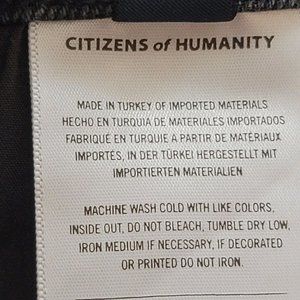 CITIZENS of HUMANITY
MADE IN TURKEY OF IMPORTED MATERIALS
HECHO EN TURQUIA DE MATERIALES IMPORTADOS
FABRIQUÉ EN TURQUIE A PARTIR DE MATÉRIAUX
IMPORTÉS, IN DER TÜRKEI HERGESTELLT MIT
IMPORTIERTEN MATERIALIEN
MACHINE WASH COLD WITH LIKE COLORS,
INSIDE OUT, DO NOT BLEACH, TUMBLE DRY LOW,
IRON MEDIUM IF NECESSARY, IF DECORATED
OR PRINTED DO NOT IRON.